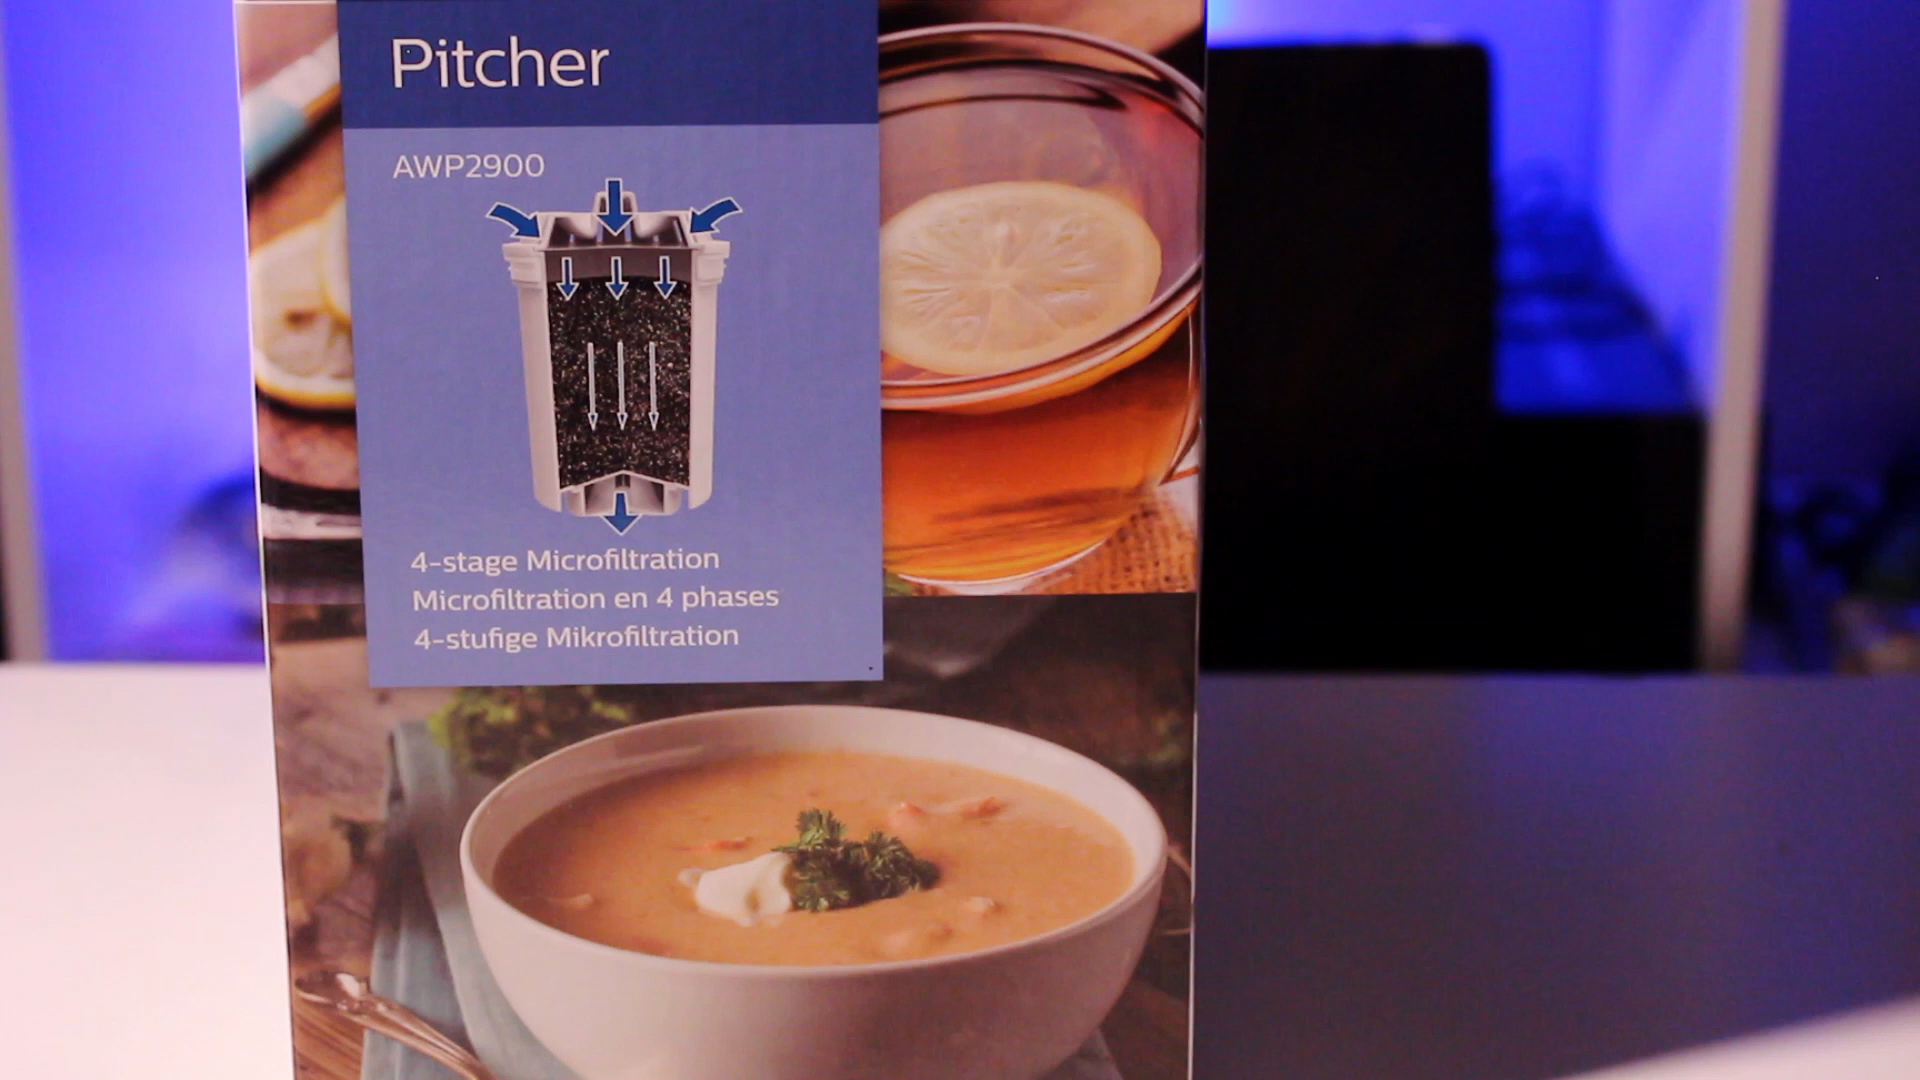 Pitcher
AWP2900
4-stage Microfiltration
Microfiltration en 4 phases
4-stufige Mikrofiltration